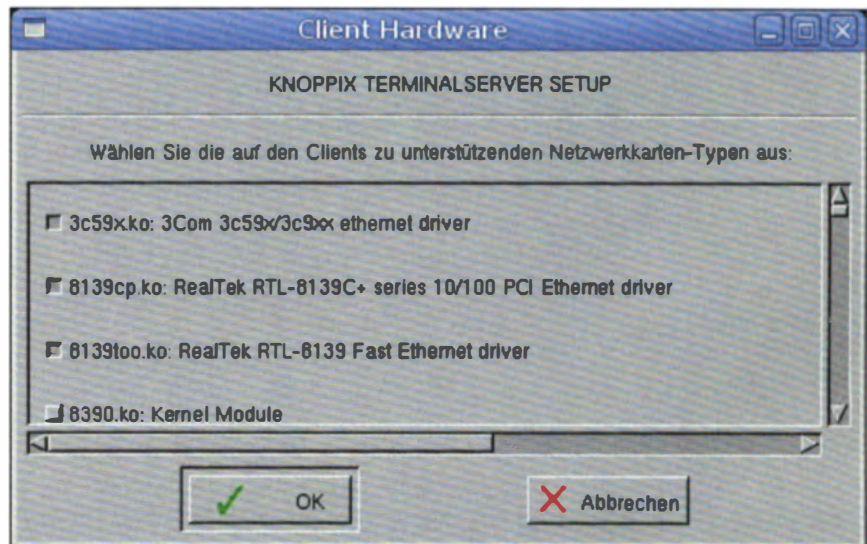 Client Hardware
KNOPPIX TERMINALSERVER SETUP
Wählen Sie die auf den Clients zu unterstützenden Netzwerkkarten-Typen aus:
3c59x.ko: 3Com 3c59x/3c9xx ethernet driver
8139cp.ko: RealTek RTL-8139C+ series 10/100 PCI Ethernet driver
8139too.ko: RealTek RTL-8139 Fast Ethernet driver
8390.ko: Kernel Module
OK
Abbrechen